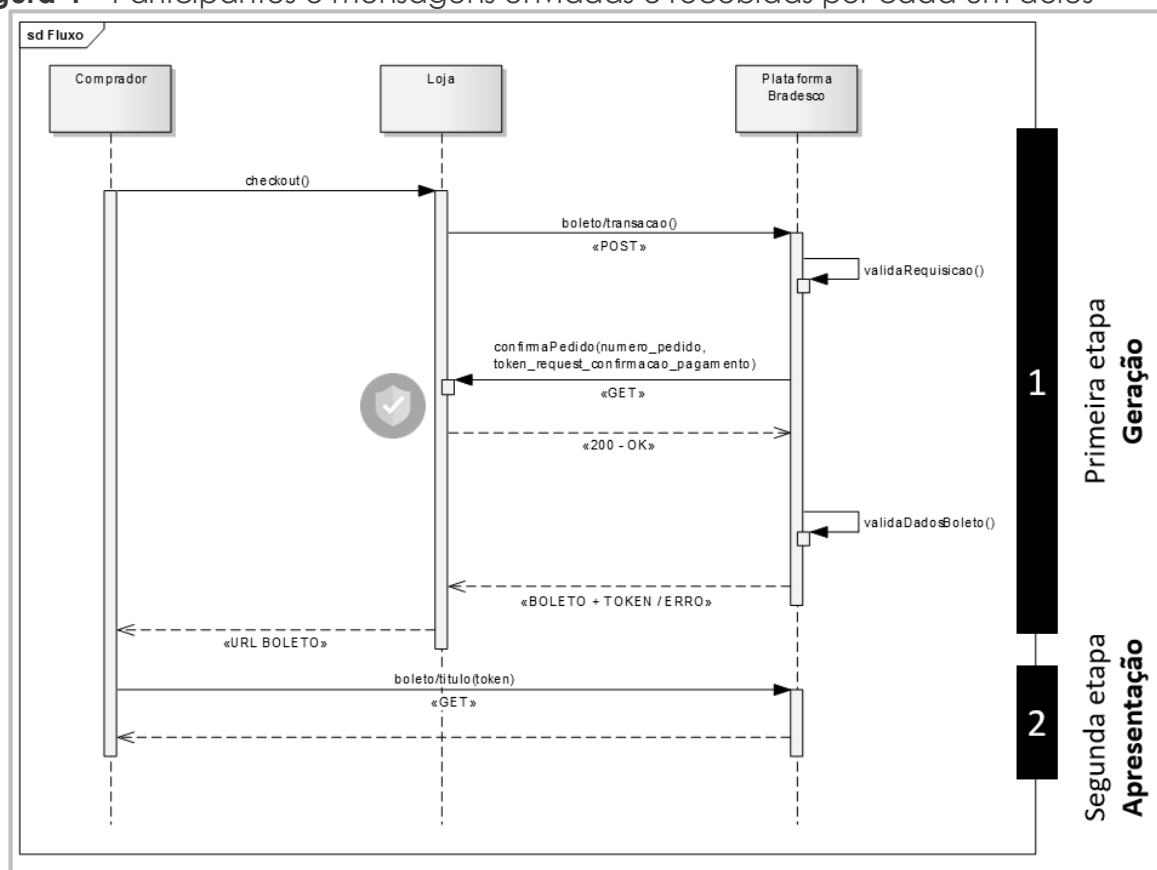 Participantes e mensagens enviadas e recebidas por cada um deles
sd Fluxo
Comprador
Loja
Plataforma
Bradesco
checkout()
boleto/transacao()
«POST»
validaRequisicao()
confirmaPedido(numero_pedido,
token_request_confirmacao_pagamento)
«GET»
«200 - OK»
validaDadosBoleto()
«BOLETO + TOKEN / ERRO»
«URL BOLETO»
boleto/titulo(token)
«GET»
1
Primeira etapa
Geração
2
Segunda etapa
Apresentação